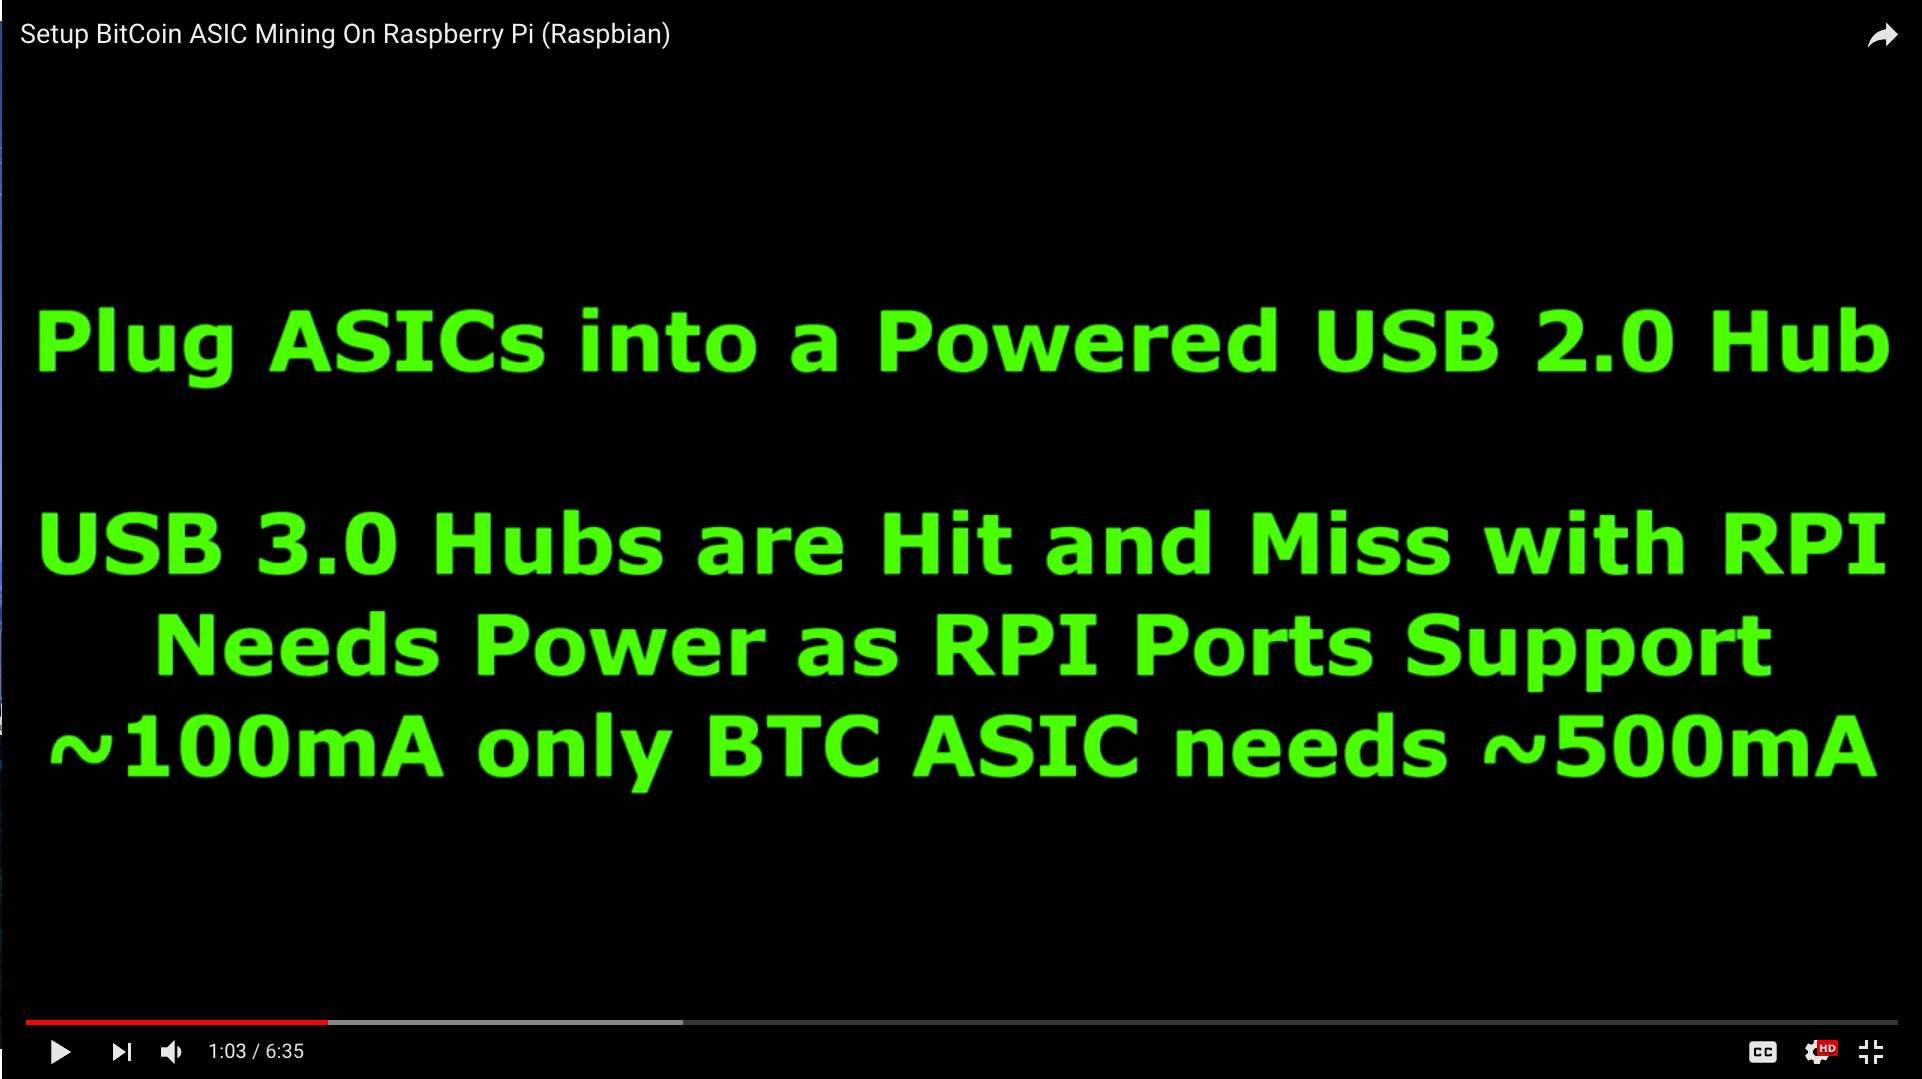 Setup BitCoin ASIC Mining On Raspberry Pi (Raspbian)
Plug ASICs into a Powered USB 2.0 Hub
USB 3.0 Hubs are Hit and Miss with RPI
Needs Power as RPI Ports Support
~100mA only BTC ASIC needs ~500mA
1:03 / 6:35
CC
HD